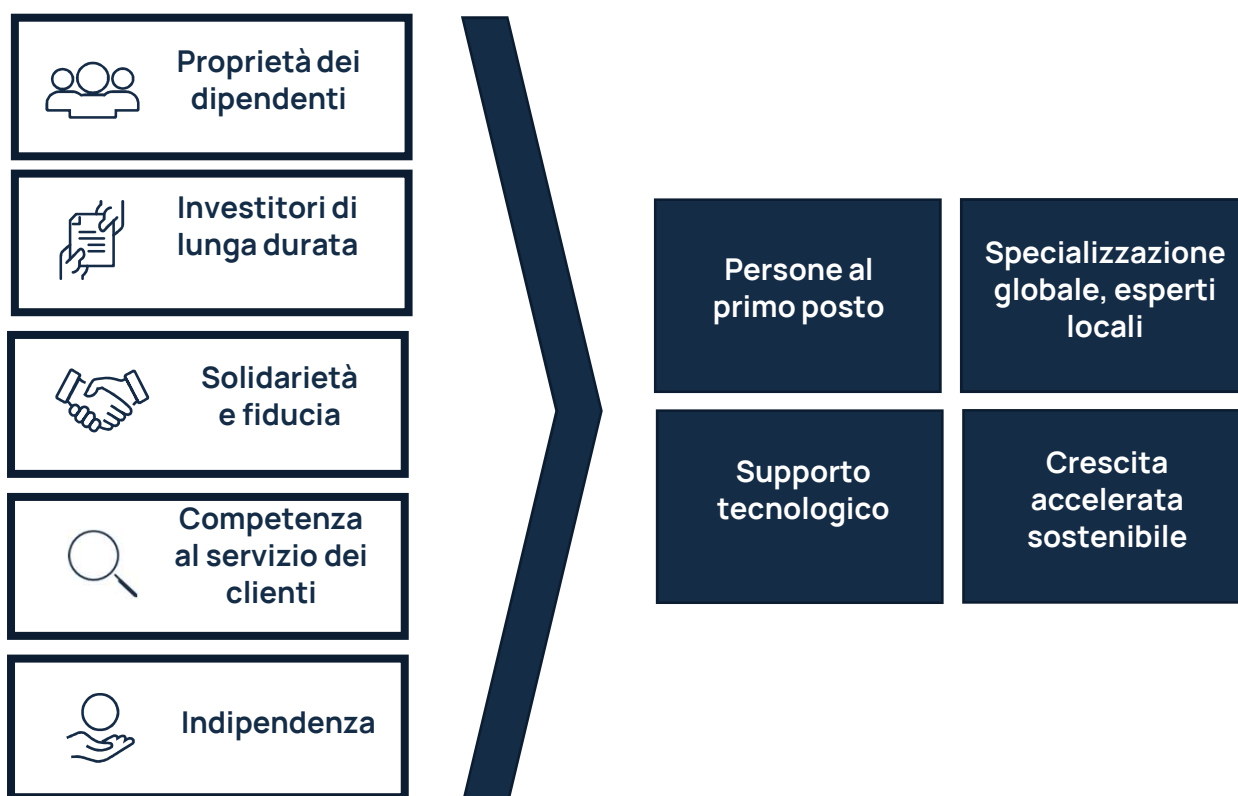 Proprietà dei
dipendenti
Investitori di
lunga durata
Solidarietà
e fiducia
Competenza
al servizio dei
clienti
Indipendenza
Persone al
primo posto
Specializzazione
globale, esperti
locali
Supporto
tecnologico
Crescita
accelerata
sostenibile